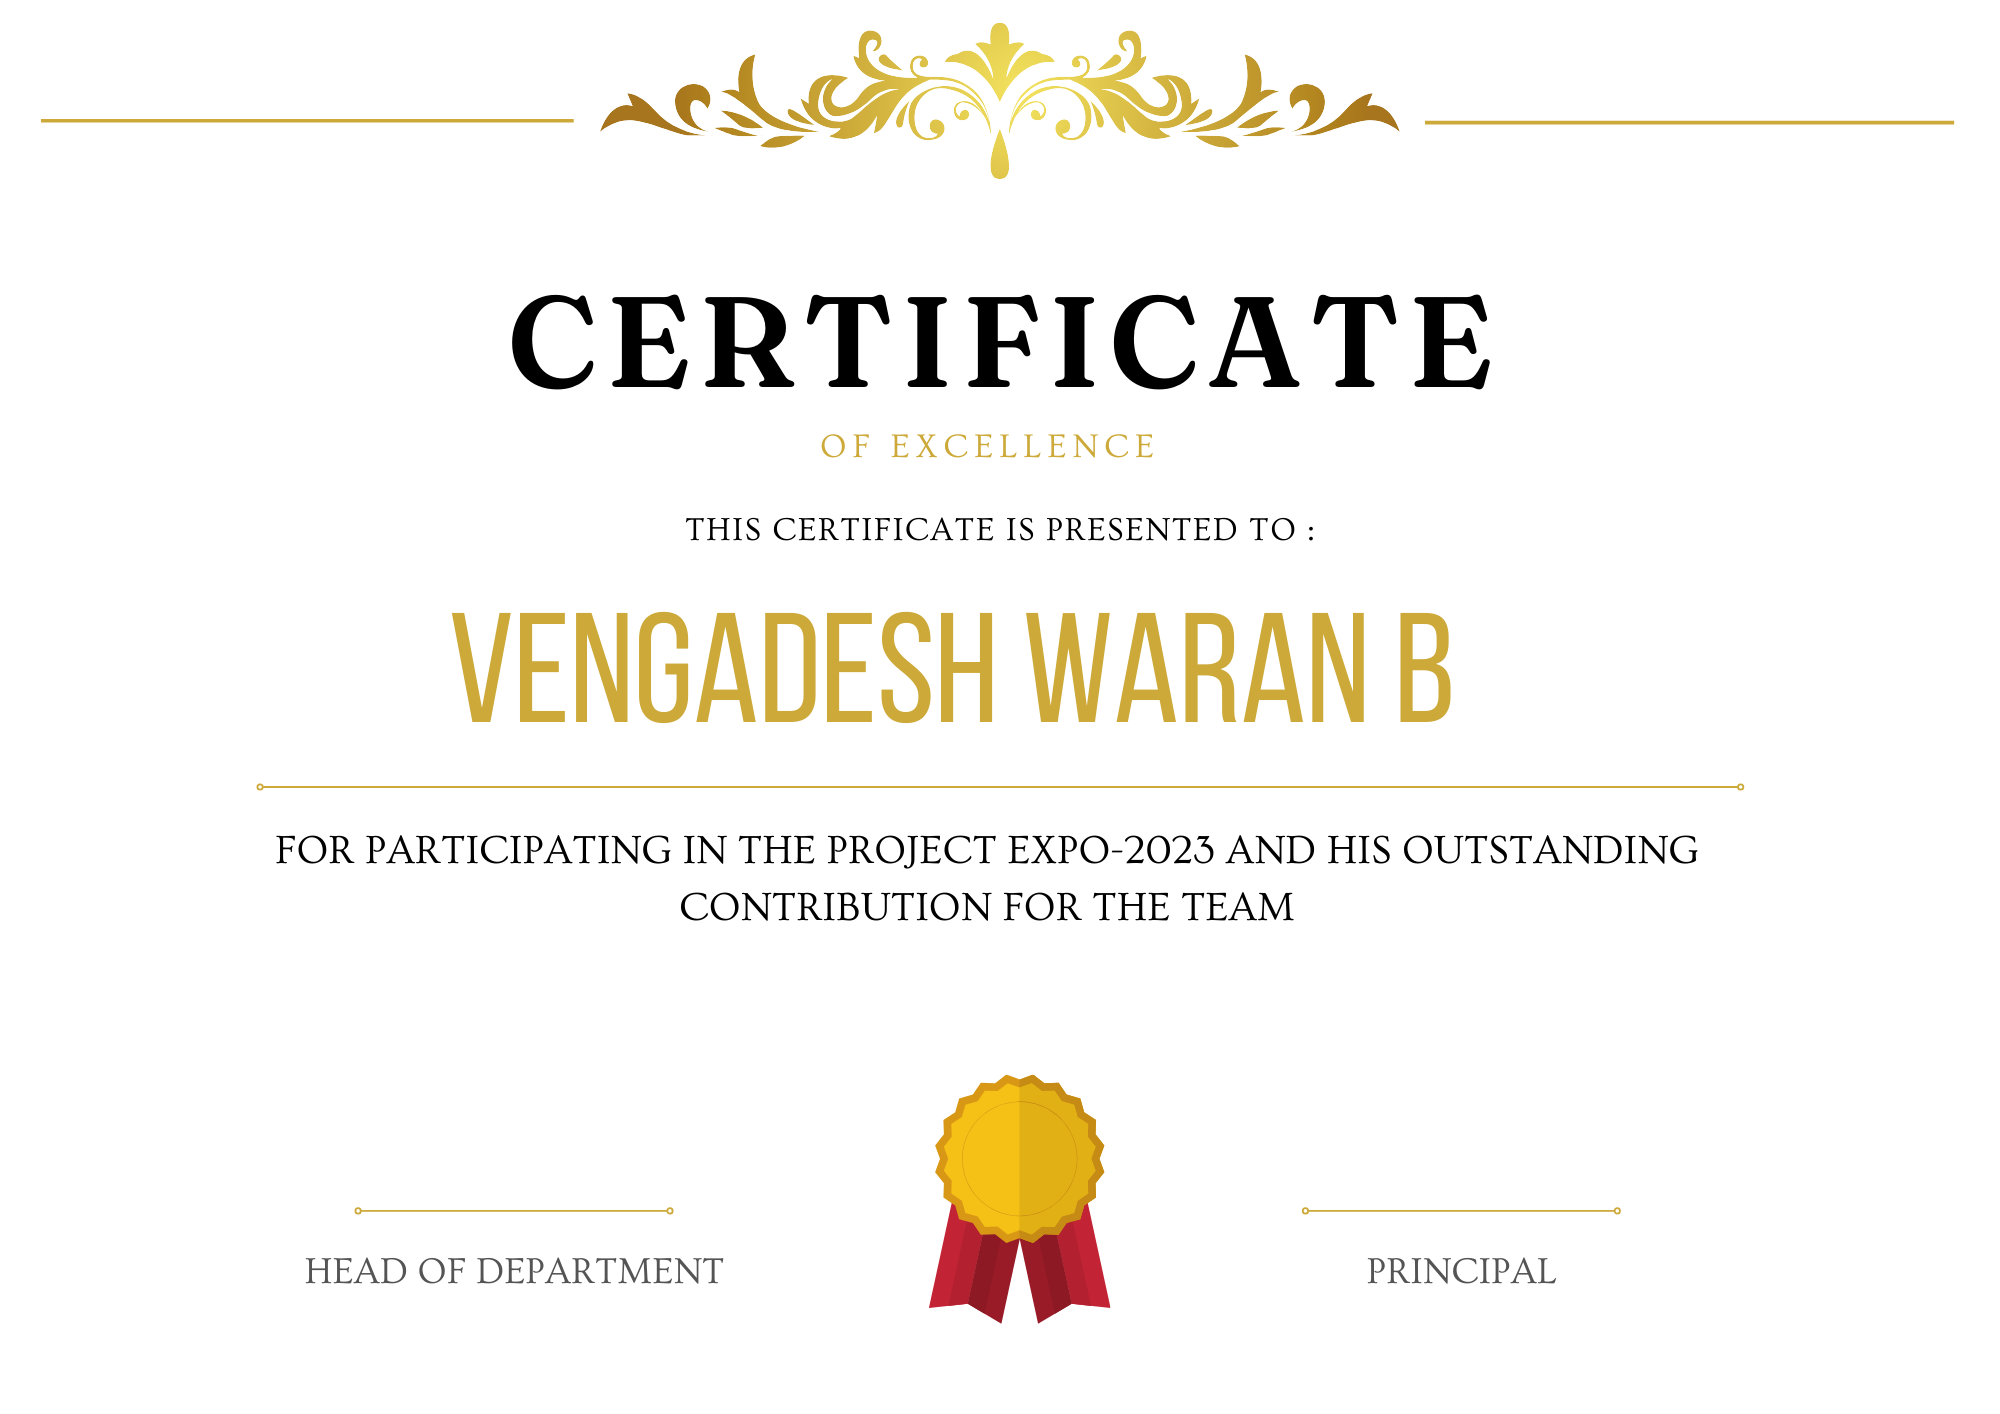 CERTIFICATE
OF EXCELLENCE
THIS CERTIFICATE IS PRESENTED TO :
VENGADESH WARAN B
FOR PARTICIPATING IN THE PROJECT EXPO-2023 AND HIS OUTSTANDING
CONTRIBUTION FOR THE TEAM
HEAD OF DEPARTMENT
PRINCIPAL